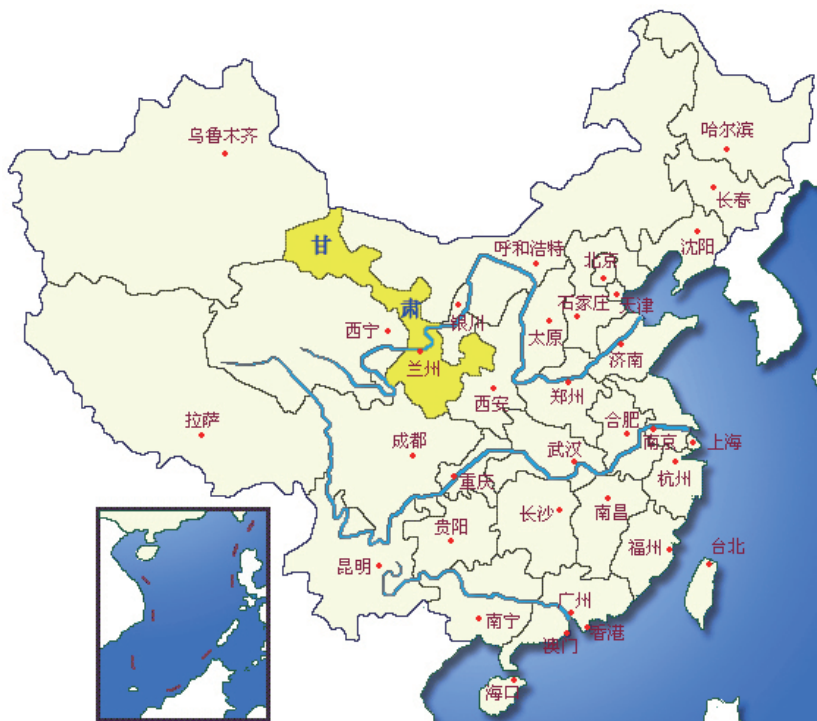 哈尔滨
乌鲁木齐
长春
沈阳
甘
呼和浩特
北京
肃
银川
石家庄
天津
西宁
太原
兰州
济南
郑州
西安
拉萨
成都
合肥
南京
上海
武汉
重庆
杭州
贵阳
长沙
南昌
昆明
福州
台北
广州
南宁
香港
澳门
海口